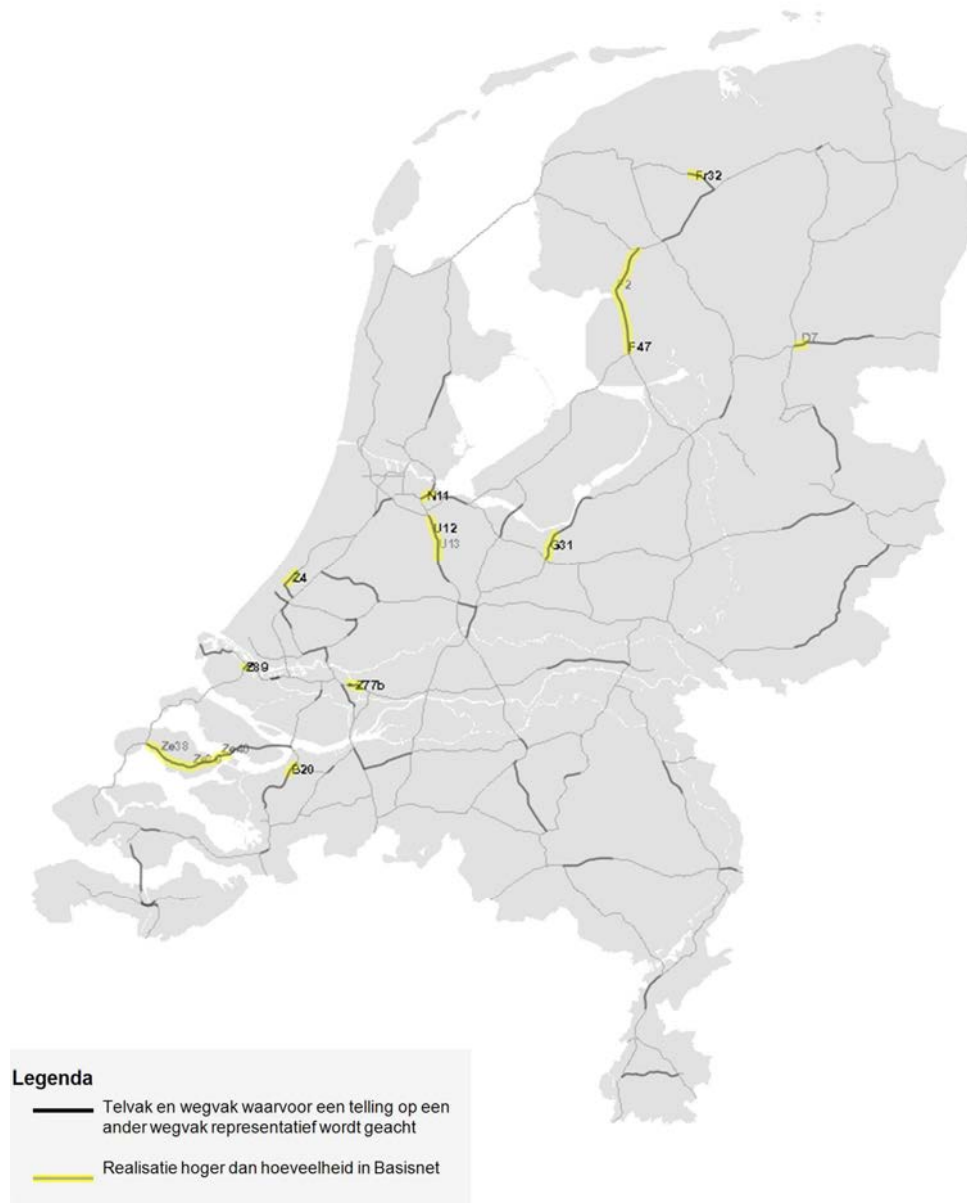 Fr32
F47
D7
N11
U12
U13
G31
Z4
Z77b
Ze38
Ze40
B20
Legenda
Telvak en wegvak waarvoor een telling op een
ander wegvak representatief wordt geacht
Realisatie hoger dan hoeveelheid in Basisnet